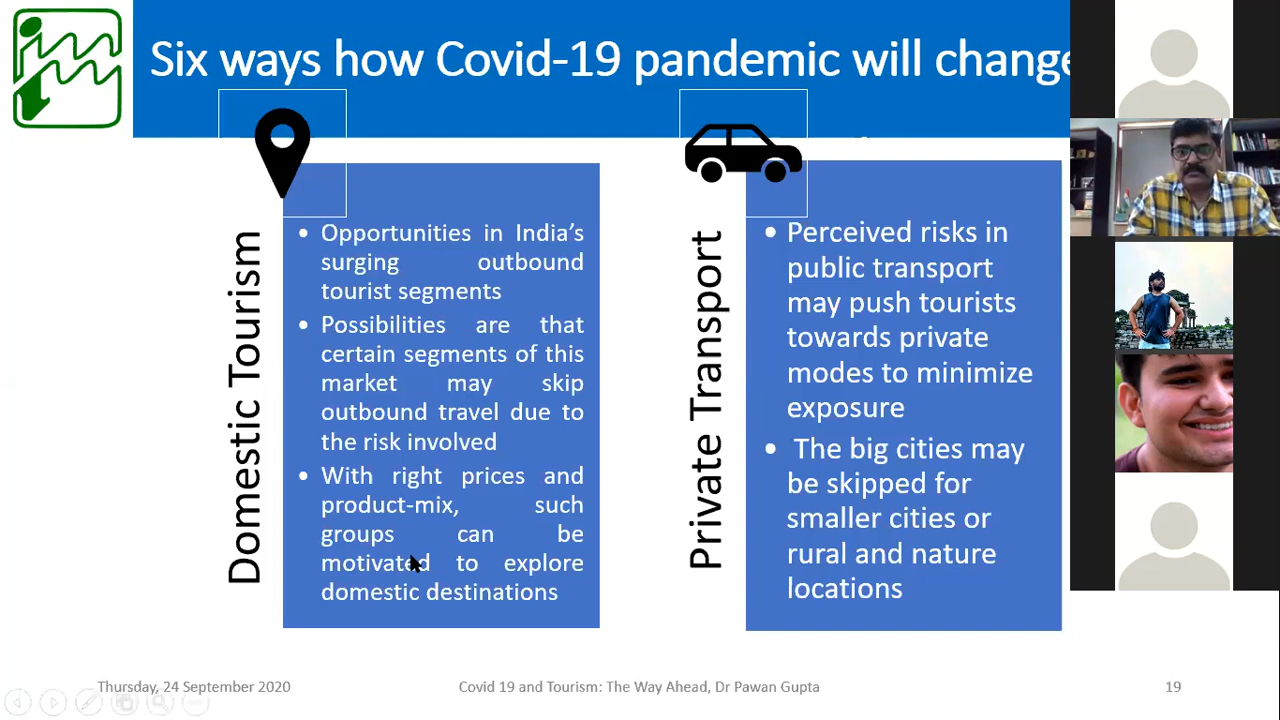 Six ways how Covid-19 pandemic will change
Domestic Tourism
• Opportunities in India's
surging outbound
tourist segments
• Possibilities are that
certain segments of this
market may skip
outbound travel due to
the risk involved
• With right prices and
product-mix, such
groups can be
motivated to explore
domestic destinations
Private Transport
• Perceived risks in
public transport
may push tourists
towards private
modes to minimize
exposure
• The big cities may
be skipped for
smaller cities or
rural and nature
locations
Thursday, 24 September 2020
Covid 19 and Tourism: The Way Ahead, Dr Pawan Gupta
19